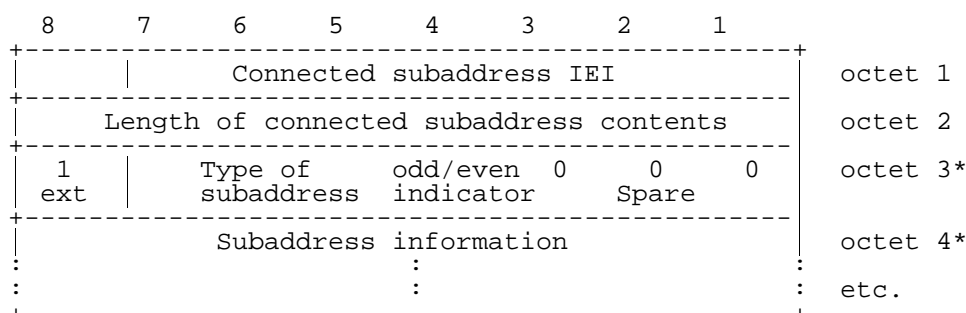 8 7 6 5 4 3 2 1
Connected subaddress IEI octet 1
Length of connected subaddress contents octet 2
1 Type of odd/even 0 0 0 octet 3*
ext subaddress indicator Spare
Subaddress information octet 4*
: : :
: : : etc.